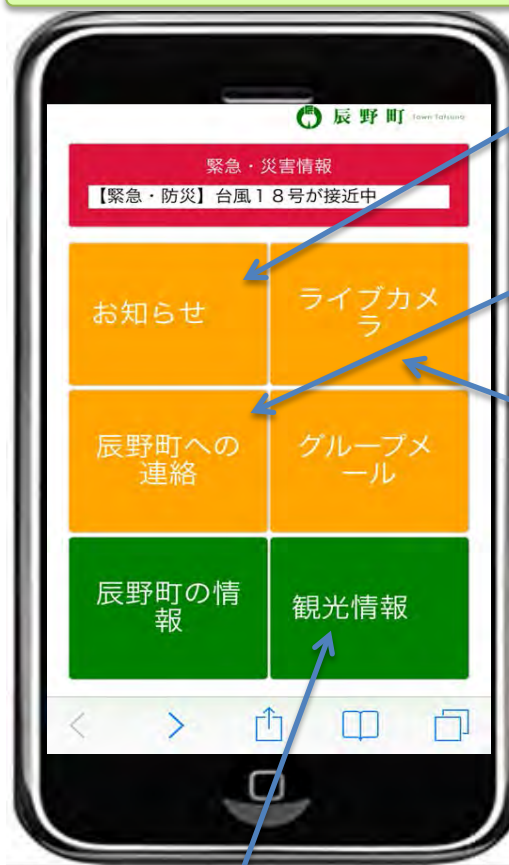 辰野町 Town Tatsuno
緊急・災害情報
【緊急・防災】台風１８号が接近中
お知らせ
ライブカメ
ラ
辰野町への
連絡
グループメ
ール
辰野町の情
報
観光情報